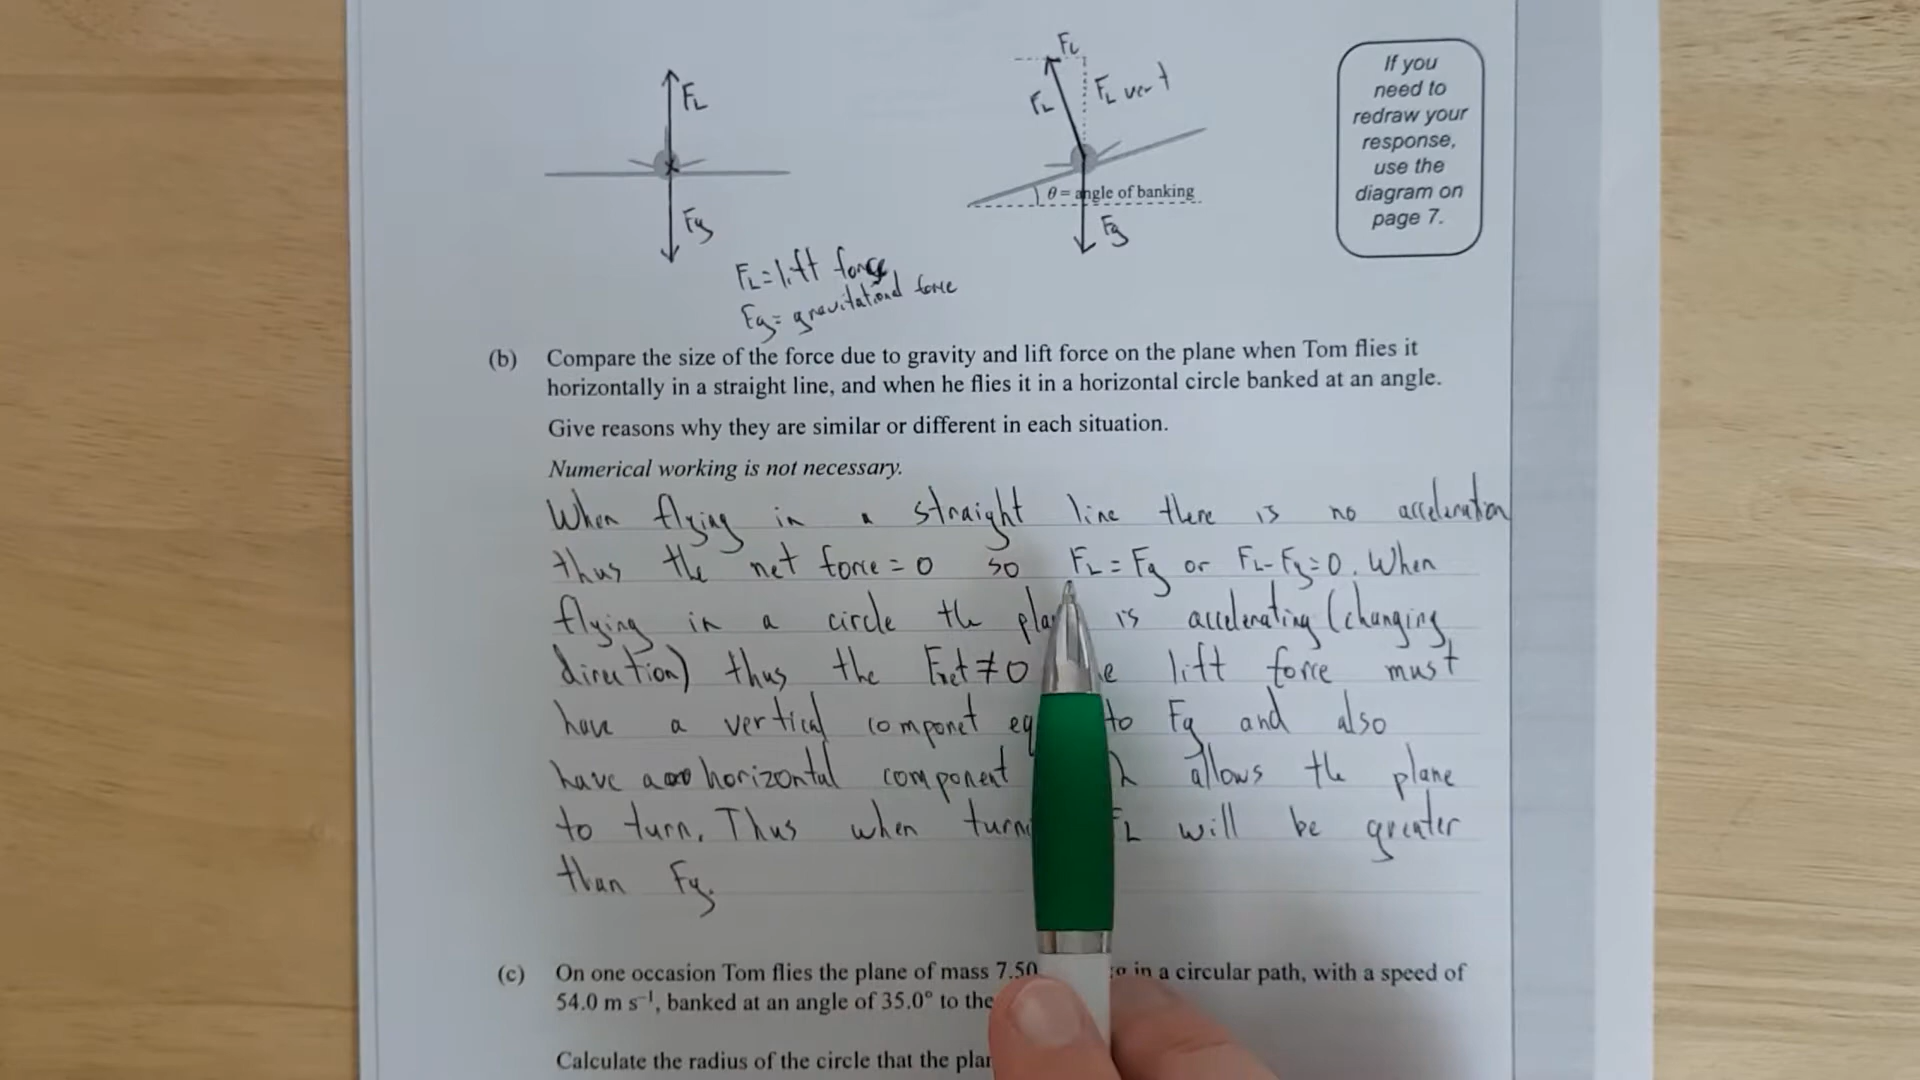 FL
Fg
FL
FL
FL vert
θ = angle of banking
Fg
FL = lift force
Fg = gravitational force
If you
need to
redraw your
response,
use the
diagram on
page 7.
(b) Compare the size of the force due to gravity and lift force on the plane when Tom flies it
horizontally in a straight line, and when he flies it in a horizontal circle banked at an angle.
Give reasons why they are similar or different in each situation.
Numerical working is not necessary.
When flying in a straight line there is no acceleration
thus the net force = 0 so FL = Fg or FL - Fg = 0. When
flying in a circle the is accelerating (changing
direction) thus the Fnet ≠ 0 lift force must
have a vertical componet to Fg and also
have a horizontal component allows the plane
to turn. Thus when will be greater
than Fg.
(c) On one occasion Tom flies the plane of mass 7.50 in a circular path, with a speed of
54.0 m s⁻¹, banked at an angle of 35.0° to the
Calculate the radius of the circle that the